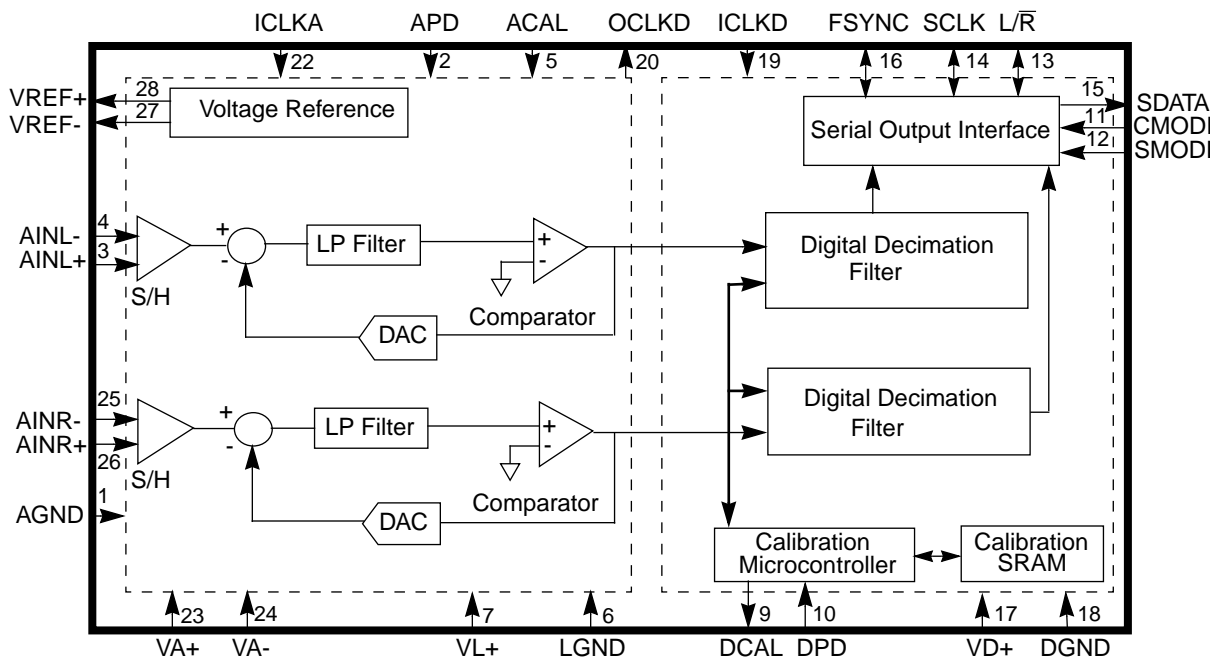 ICLKA APD ACAL OCLKD ICLKD FSYNC SCLK L/R̅
22 2 5 20 19 16 14 13
VREF+ 28
VREF- 27
Voltage Reference
Serial Output Interface
15 SDATA
11 CMODE
12 SMODE
AINL- 4
AINL+ 3
S/H
+
-
LP Filter
+
-
Comparator
DAC
Digital Decimation
Filter
AINR- 25
AINR+ 26
S/H
+
-
LP Filter
+
-
Comparator
DAC
Digital Decimation
Filter
AGND 1
Calibration
Microcontroller
Calibration
SRAM
23 24 7 6 9 10 17 18
VA+ VA- VL+ LGND DCAL DPD VD+ DGND